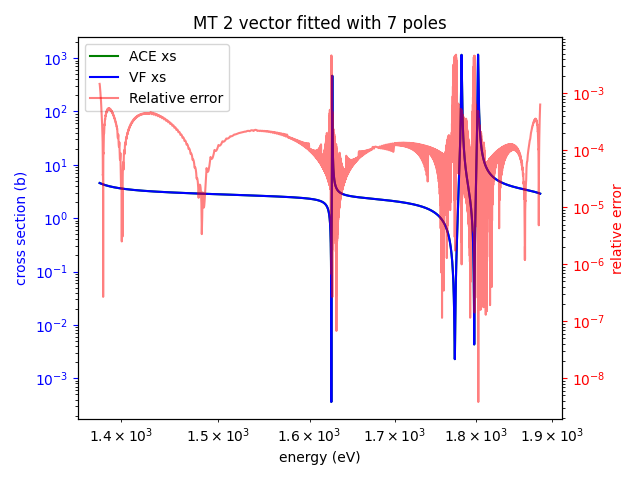 MT 2 vector fitted with 7 poles
ACE xs
VF xs
Relative error
10³
10²
10¹
10⁰
10⁻¹
10⁻²
10⁻³
cross section (b)
10⁻³
10⁻⁴
10⁻⁵
10⁻⁶
10⁻⁷
10⁻⁸
relative error
1.4 × 10³ 1.5 × 10³ 1.6 × 10³ 1.7 × 10³ 1.8 × 10³ 1.9 × 10³
energy (eV)